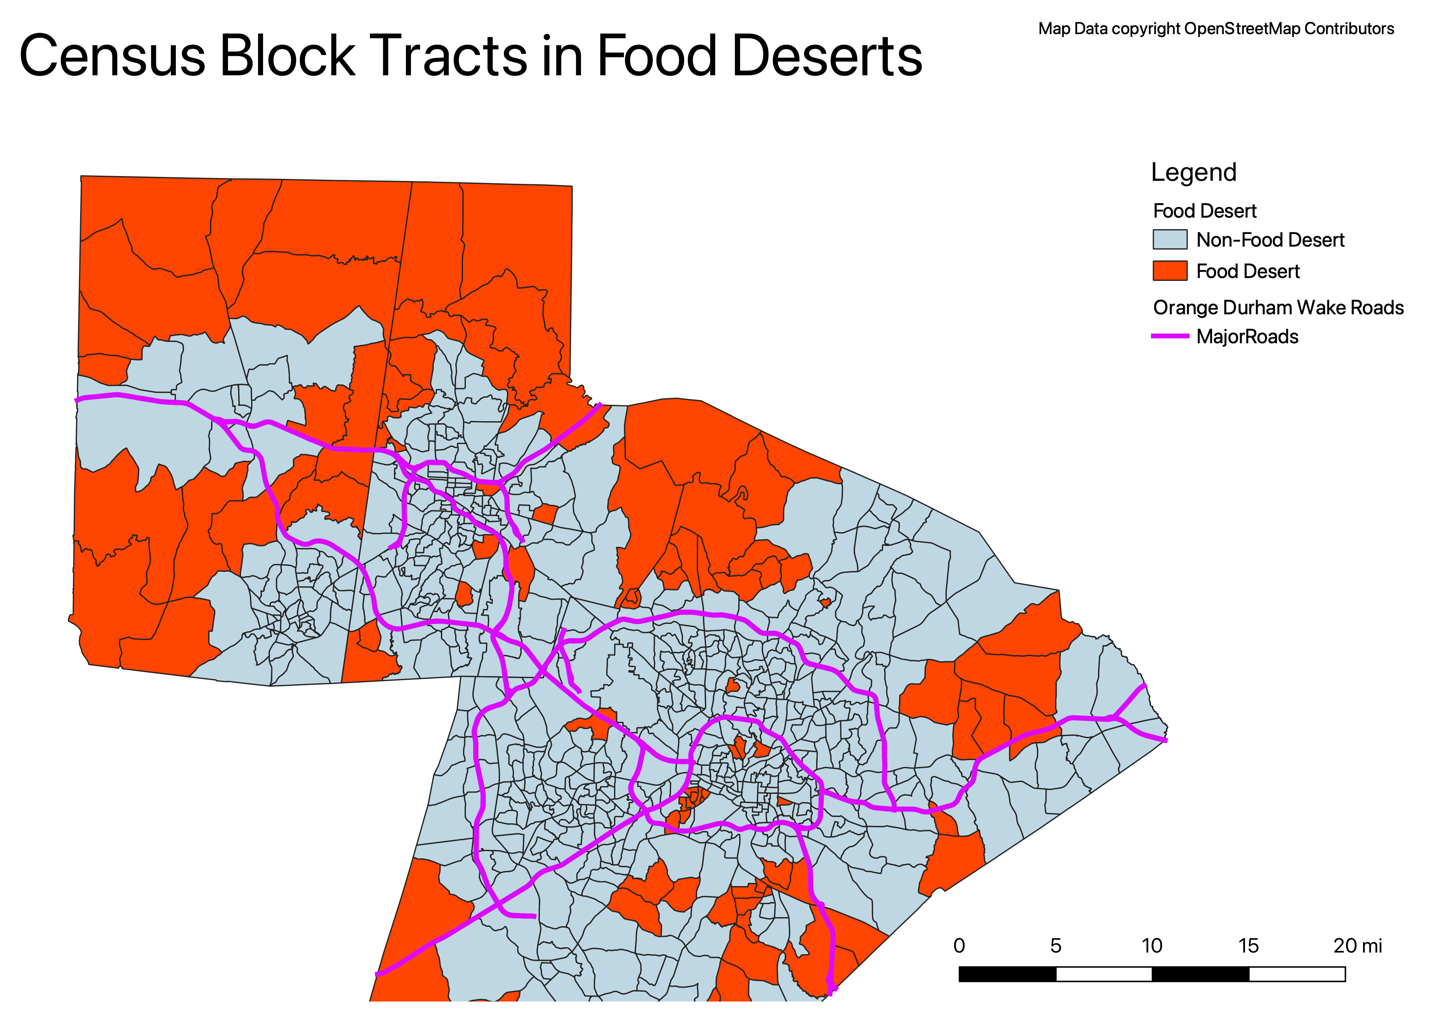 Map Data copyright OpenStreetMap Contributors
Census Block Tracts in Food Deserts
Legend
Food Desert
Non-Food Desert
Food Desert
Orange Durham Wake Roads
MajorRoads
0 5 10 15 20 mi